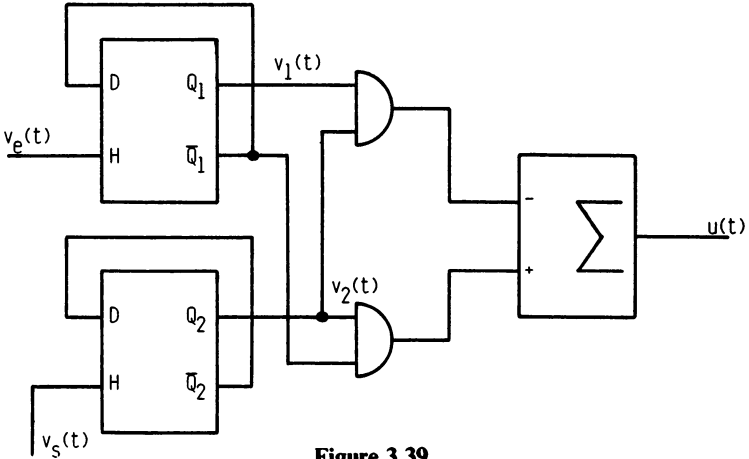 v₁(t)
D Q₁
vₑ(t)
H Q̅₁
-
Σ
u(t)
+
v₂(t)
D Q₂
H Q̅₂
vₛ(t)
Figure 3.39